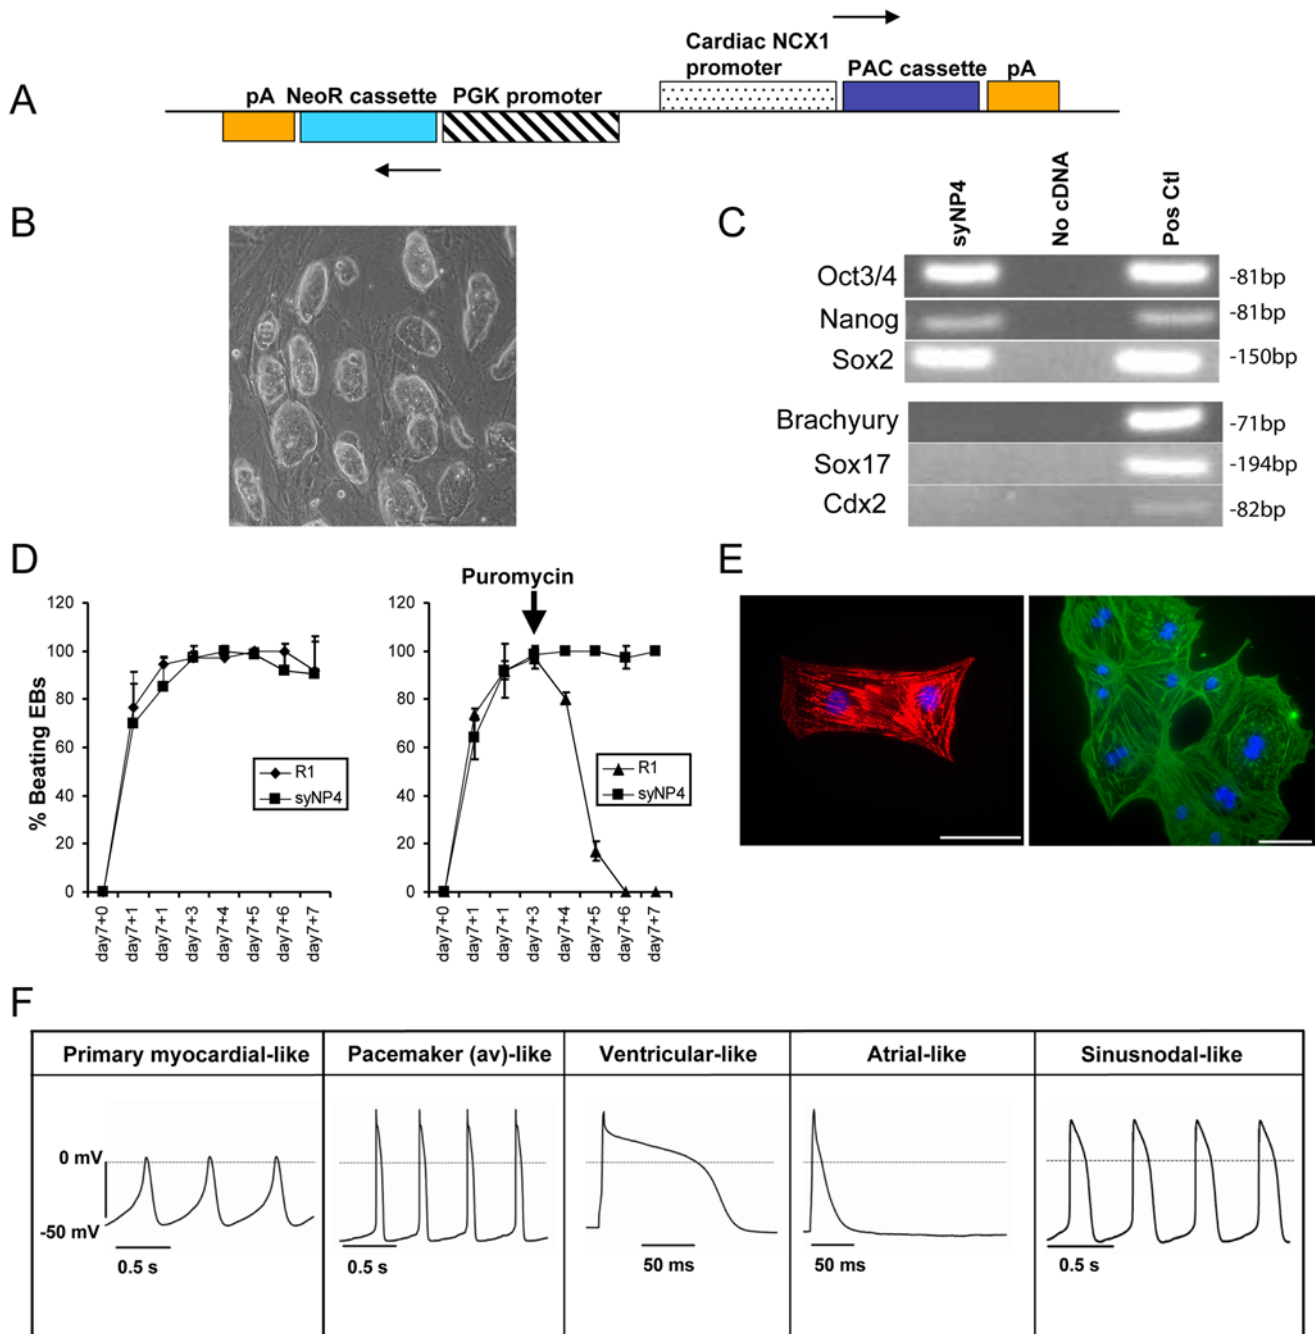 A
pA NeoR cassette PGK promoter
Cardiac NCX1
promoter
PAC cassette pA
B
C
syNP4
No cDNA
Pos Ctl
Oct3/4 -81bp
Nanog -81bp
Sox2 -150bp
Brachyury -71bp
Sox17 -194bp
Cdx2 -82bp
D
% Beating EBs
120
100
80
60
40
20
0
R1
syNP4
day7+0
day7+1
day7+1
day7+3
day7+4
day7+5
day7+6
day7+7
Puromycin
120
100
80
60
40
20
0
R1
syNP4
day7+0
day7+1
day7+1
day7+3
day7+4
day7+5
day7+6
day7+7
E
F
Primary myocardial-like Pacemaker (av)-like Ventricular-like Atrial-like Sinusnodal-like
0 mV
-50 mV
0.5 s 0.5 s 50 ms 50 ms 0.5 s